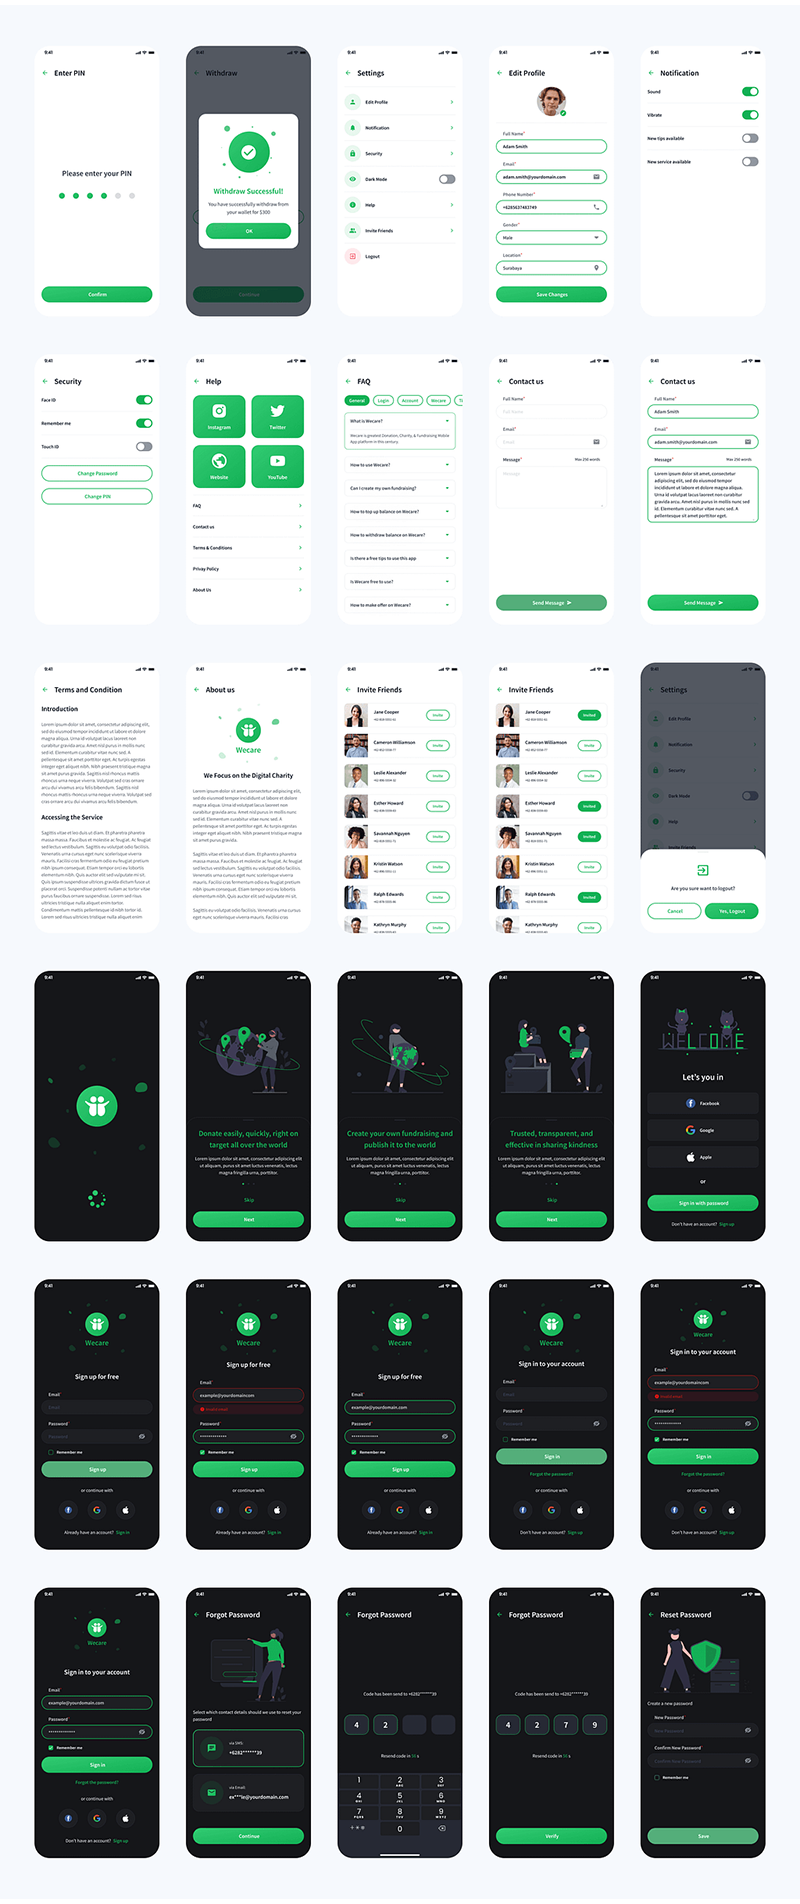 9:41
Enter PIN
Please enter your PIN
Confirm
9:41
Withdraw
Withdraw Successful!
You have successfully withdraw from
your wallet for $300
OK
Continue
9:41
Settings
Edit Profile
Notification
Security
Dark Mode
Help
Invite Friends
Logout
9:41
Edit Profile
Full Name*
Adam Smith
Email*
adam.smith@yourdomain.com
Phone Number*
+6285637483749
Gender*
Male
Location*
Surabaya
Save Changes
9:41
Notification
Sound
Vibrate
New tips available
New service available
9:41
Security
Face ID
Remember me
Touch ID
Change Password
Change PIN
9:41
Help
Instagram
Twitter
Website
YouTube
FAQ
Contact us
Terms & Conditions
Privay Policy
About Us
9:41
FAQ
General Login Account Wecare
What is Wecare?
Wecare is greatest Donation, Charity, & Fundraising Mobile
App platform in this century.
How to use Wecare?
Can I create my own fundraising?
How to top up balance on Wecare?
How to withdraw balance on Wecare?
Is there a free tips to use this app
Is Wecare free to use?
How to make offer on Wecare?
9:41
Contact us
Full Name*
Full Name
Email*
Email
Message* Max 250 words
Message
Send Message
9:41
Contact us
Full Name*
Adam Smith
Email*
adam.smith@yourdomain.com
Message* Max 250 words
Lorem ipsum dolor sit amet, consectetur
adipiscing elit, sed do eiusmod tempor
incididunt ut labore et dolore magna aliqua.
Urna id volutpat lacus laoreet non curabitur
gravida arcu. Amet nisl purus in mollis nunc sed
id. Elementum curabitur vitae nunc sed. A
pellentesque sit amet porttitor eget.
Send Message
9:41
Terms and Condition
Introduction
Lorem ipsum dolor sit amet, consectetur adipiscing elit,
sed do eiusmod tempor incididunt ut labore et dolore
magna aliqua. Urna id volutpat lacus laoreet non
curabitur gravida arcu. Amet nisl purus in mollis nunc
Accessing the Service
9:41
About us
Wecare
We Focus on the Digital Charity
9:41
Invite Friends
Jane Cooper
Invite
Cameron Williamson
Invite
Leslie Alexander
Invite
Esther Howard
Invite
Savannah Nguyen
Invite
Kristin Watson
Invite
Ralph Edwards
Invite
Kathryn Murphy
Invite
9:41
Invite Friends
Jane Cooper
Invited
Cameron Williamson
Invite
Leslie Alexander
Invite
Esther Howard
Invited
Savannah Nguyen
Invite
Kristin Watson
Invite
Ralph Edwards
Invited
Kathryn Murphy
Invite
9:41
Settings
Edit Profile
Notification
Security
Dark Mode
Help
Invite Friends
Are you sure want to logout?
Cancel
Yes, Logout
9:41
9:41
Donate easily, quickly, right on
target all over the world
Lorem ipsum dolor sit amet, consectetur adipiscing elit
ut aliquam, purus sit amet luctus venenatis, lectus
magna fringilla urna, porttitor.
Skip
Next
9:41
Create your own fundraising and
publish it to the world
Lorem ipsum dolor sit amet, consectetur adipiscing elit
ut aliquam, purus sit amet luctus venenatis, lectus
magna fringilla urna, porttitor.
Skip
Next
9:41
Trusted, transparent, and
effective in sharing kindness
Lorem ipsum dolor sit amet, consectetur adipiscing elit
ut aliquam, purus sit amet luctus venenatis, lectus
magna fringilla urna, porttitor.
Skip
Next
9:41
WELCOME
Let's you in
Facebook
Google
Apple
or
Sign in with password
Don't have an account? Sign up
9:41
Wecare
Sign up for free
Email*
Email
Password*
Password
Remember me
Sign up
or continue with
Already have an account? Sign in
9:41
Wecare
Sign up for free
Email*
example@yourdomaincom
Invalid email
Password*
Remember me
Sign up
or continue with
Already have an account? Sign in
9:41
Wecare
Sign up for free
Email*
example@yourdomain.com
Password*
Remember me
Sign up
or continue with
Already have an account? Sign in
9:41
Wecare
Sign in to your account
Email*
Email
Password*
Password
Remember me
Sign in
Forgot the password?
or continue with
Don't have an account? Sign up
9:41
Wecare
Sign in to your account
Email*
example@yourdomaincom
Invalid email
Password*
Remember me
Sign in
Forgot the password?
or continue with
Don't have an account? Sign up
9:41
Wecare
Sign in to your account
Email*
example@yourdomain.com
Password*
Remember me
Sign in
Forgot the password?
or continue with
Don't have an account? Sign up
9:41
Forgot Password
Select which contact details should we use to reset your
password
via SMS:
+6282******39
via Email:
ex***le@yourdomain.com
Continue
9:41
Forgot Password
Code has been send to +6282******39
4 2
Resend code in 56 s
1 2 3
ABC DEF
4 5 6
GHI JKL MNO
7 8 9
PQRS TUV WXYZ
+*# 0
9:41
Forgot Password
Code has been send to +6282******39
4 2 7 9
Resend code in 55 s
Verify
9:41
Reset Password
Create a new password
New Password*
New Password
Confirm New Password*
Confirm New Password
Remember me
Save